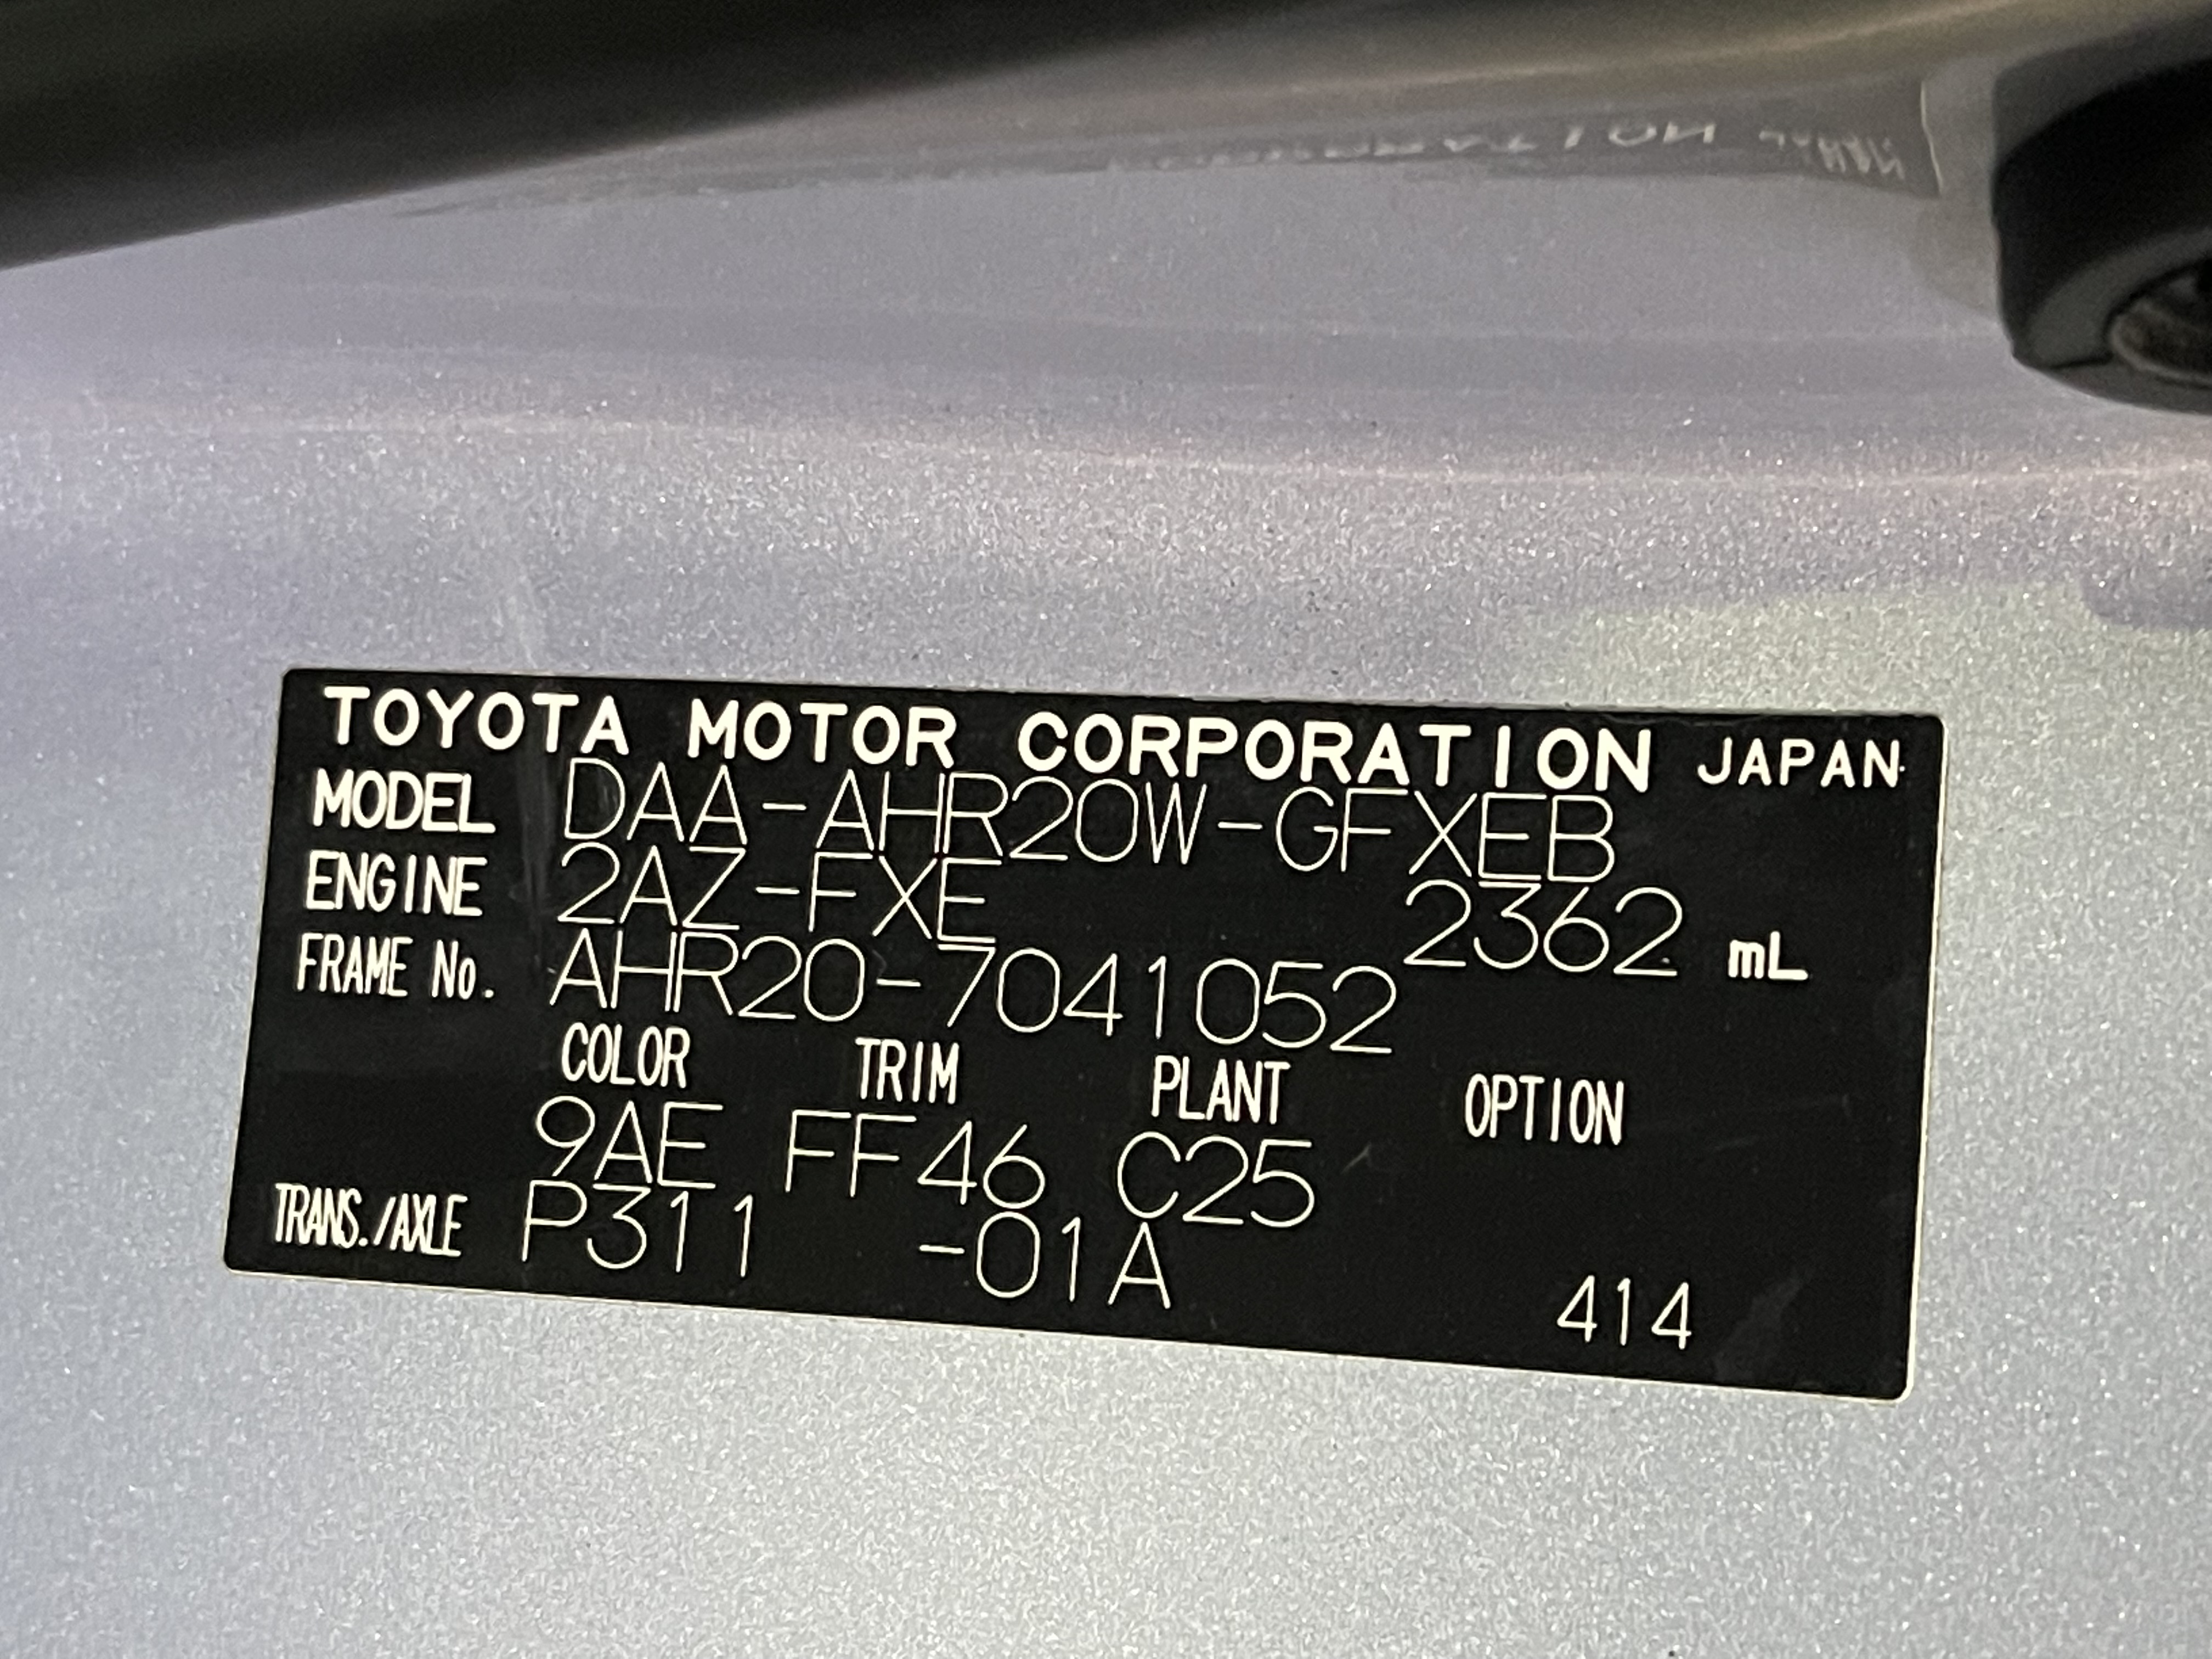 TOYOTA MOTOR CORPORATION JAPAN
MODEL DAA-AHR20W-GFXEB
ENGINE 2AZ-FXE 2362 mL
FRAME No. AHR20-7041052
COLOR TRIM PLANT OPTION
9AE FF46 C25
TRANS./AXLE P311 -01A
414